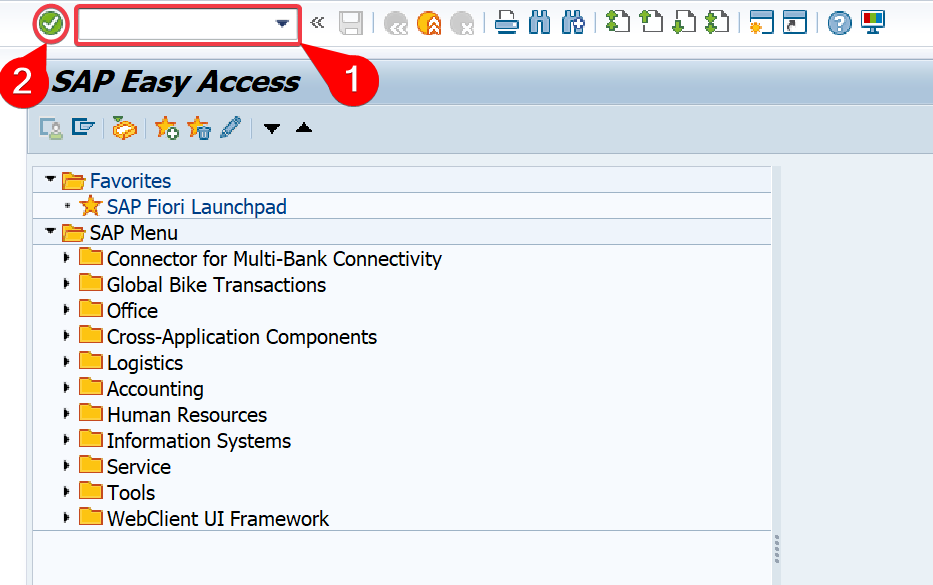 1
2
SAP Easy Access
Favorites
SAP Fiori Launchpad
SAP Menu
Connector for Multi-Bank Connectivity
Global Bike Transactions
Office
Cross-Application Components
Logistics
Accounting
Human Resources
Information Systems
Service
Tools
WebClient UI Framework